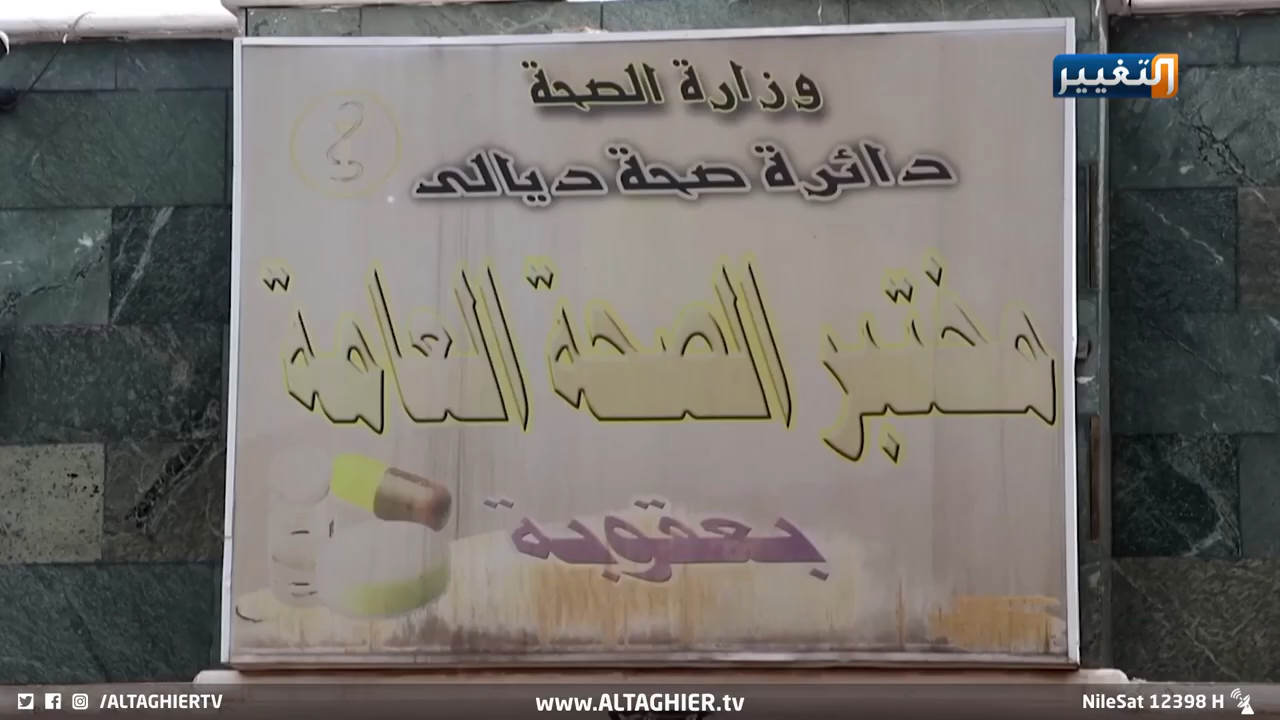 التغيير
وزارة الصحة
دائرة صحة ديالى
مختبر الصحة العامة
بعقوبة
/ALTAGHIERTV
www.ALTAGHIER.tv
NileSat 12398 H